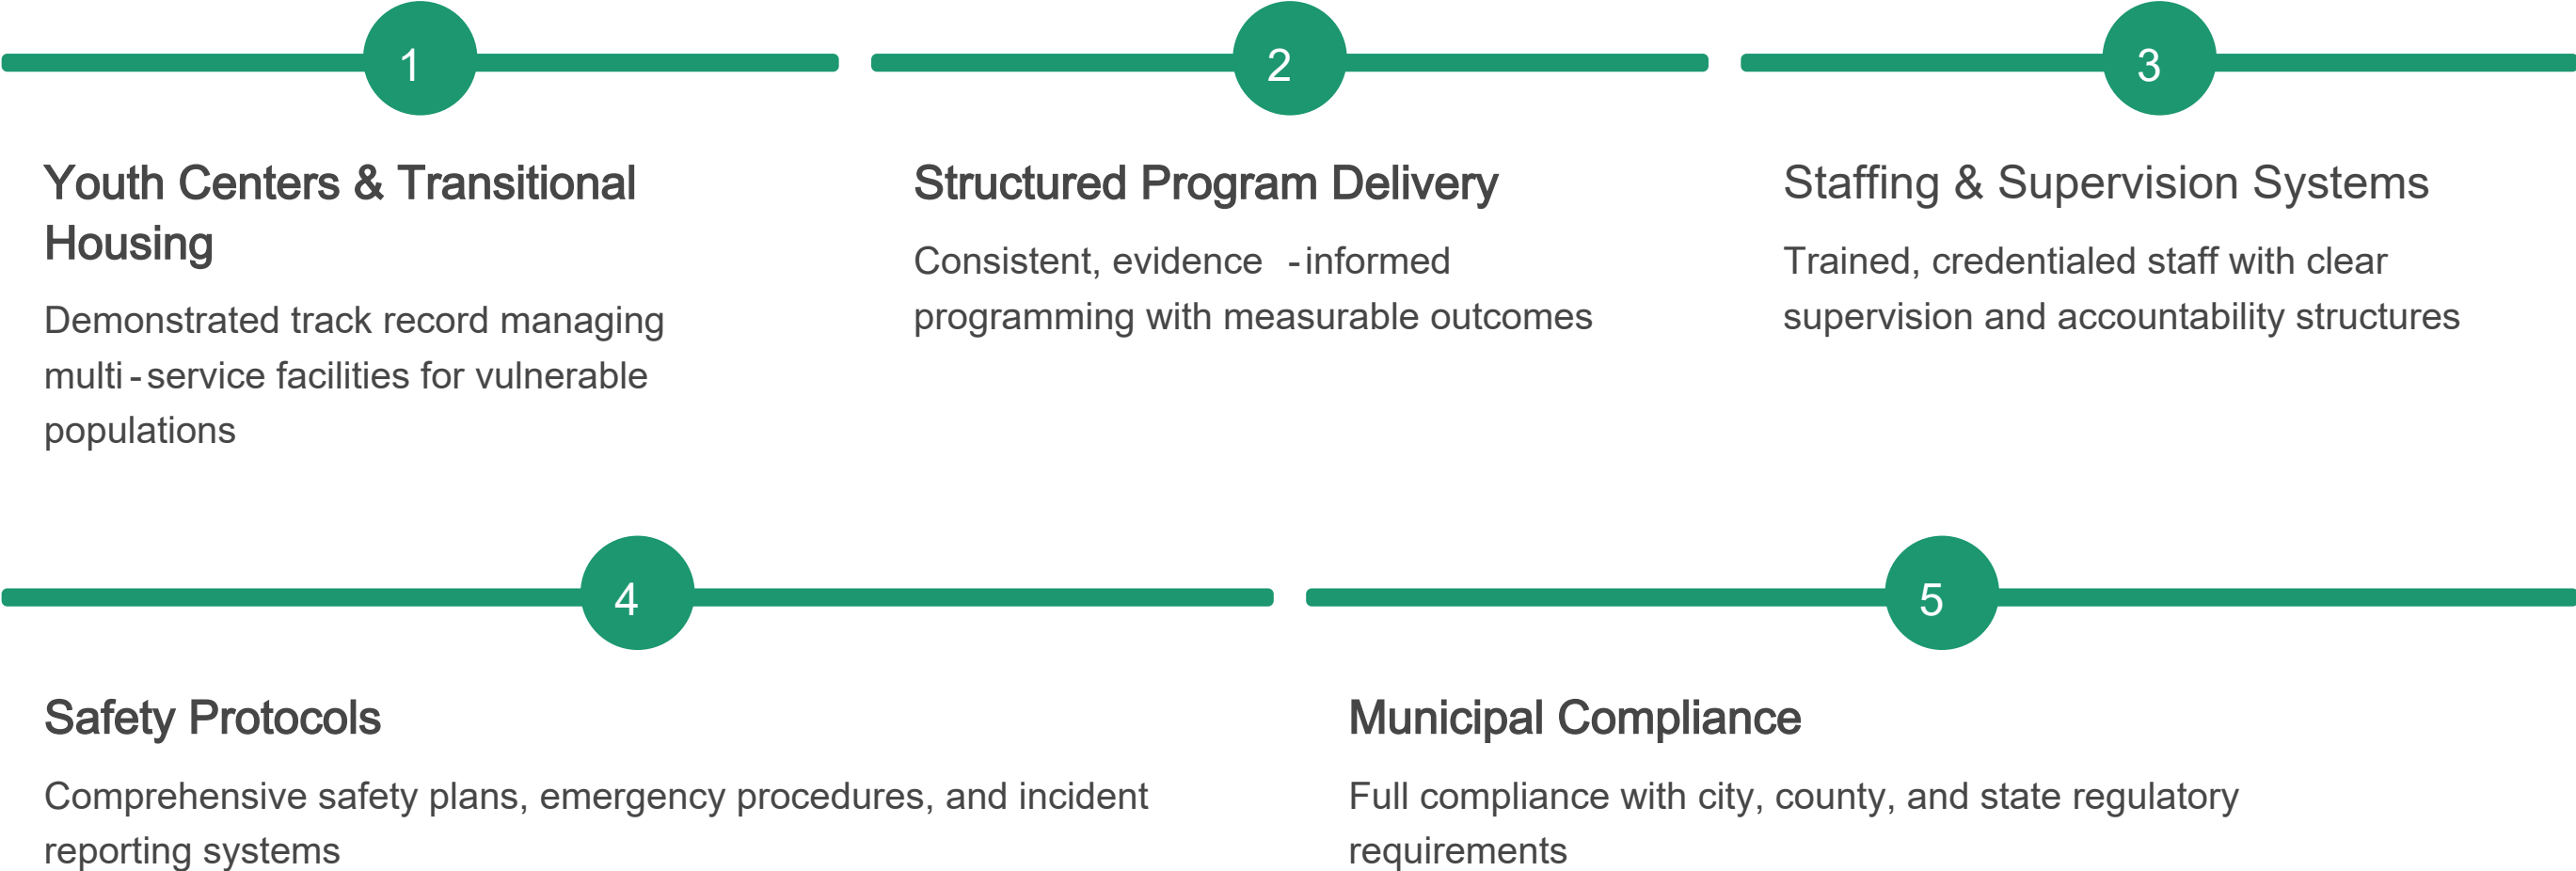 1
Youth Centers & Transitional
Housing
Demonstrated track record managing
multi-service facilities for vulnerable
populations
2
Structured Program Delivery
Consistent, evidence -informed
programming with measurable outcomes
3
Staffing & Supervision Systems
Trained, credentialed staff with clear
supervision and accountability structures
4
Safety Protocols
Comprehensive safety plans, emergency procedures, and incident
reporting systems
5
Municipal Compliance
Full compliance with city, county, and state regulatory
requirements